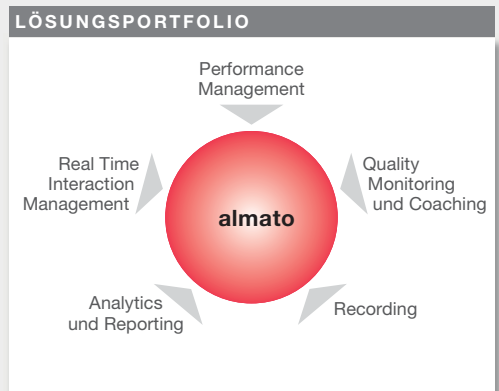 LÖSUNGSPORTFOLIO
Performance
Management
Real Time
Interaction
Management
Quality
Monitoring
und Coaching
almato
Analytics
und Reporting
Recording